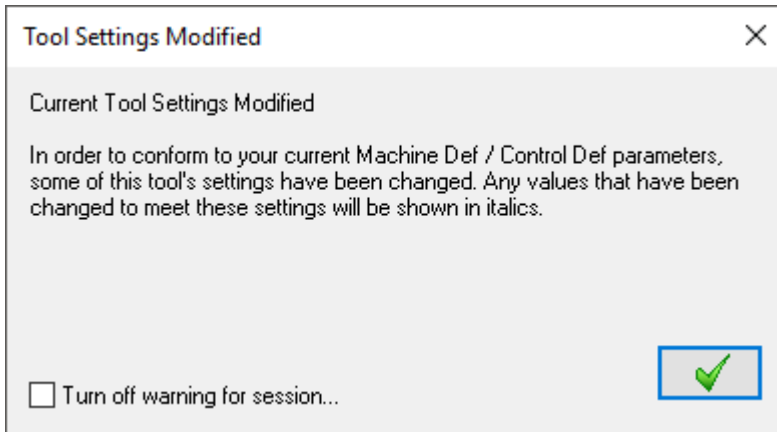 Tool Settings Modified
Current Tool Settings Modified
In order to conform to your current Machine Def / Control Def parameters,
some of this tool's settings have been changed. Any values that have been
changed to meet these settings will be shown in italics.
Turn off warning for session...